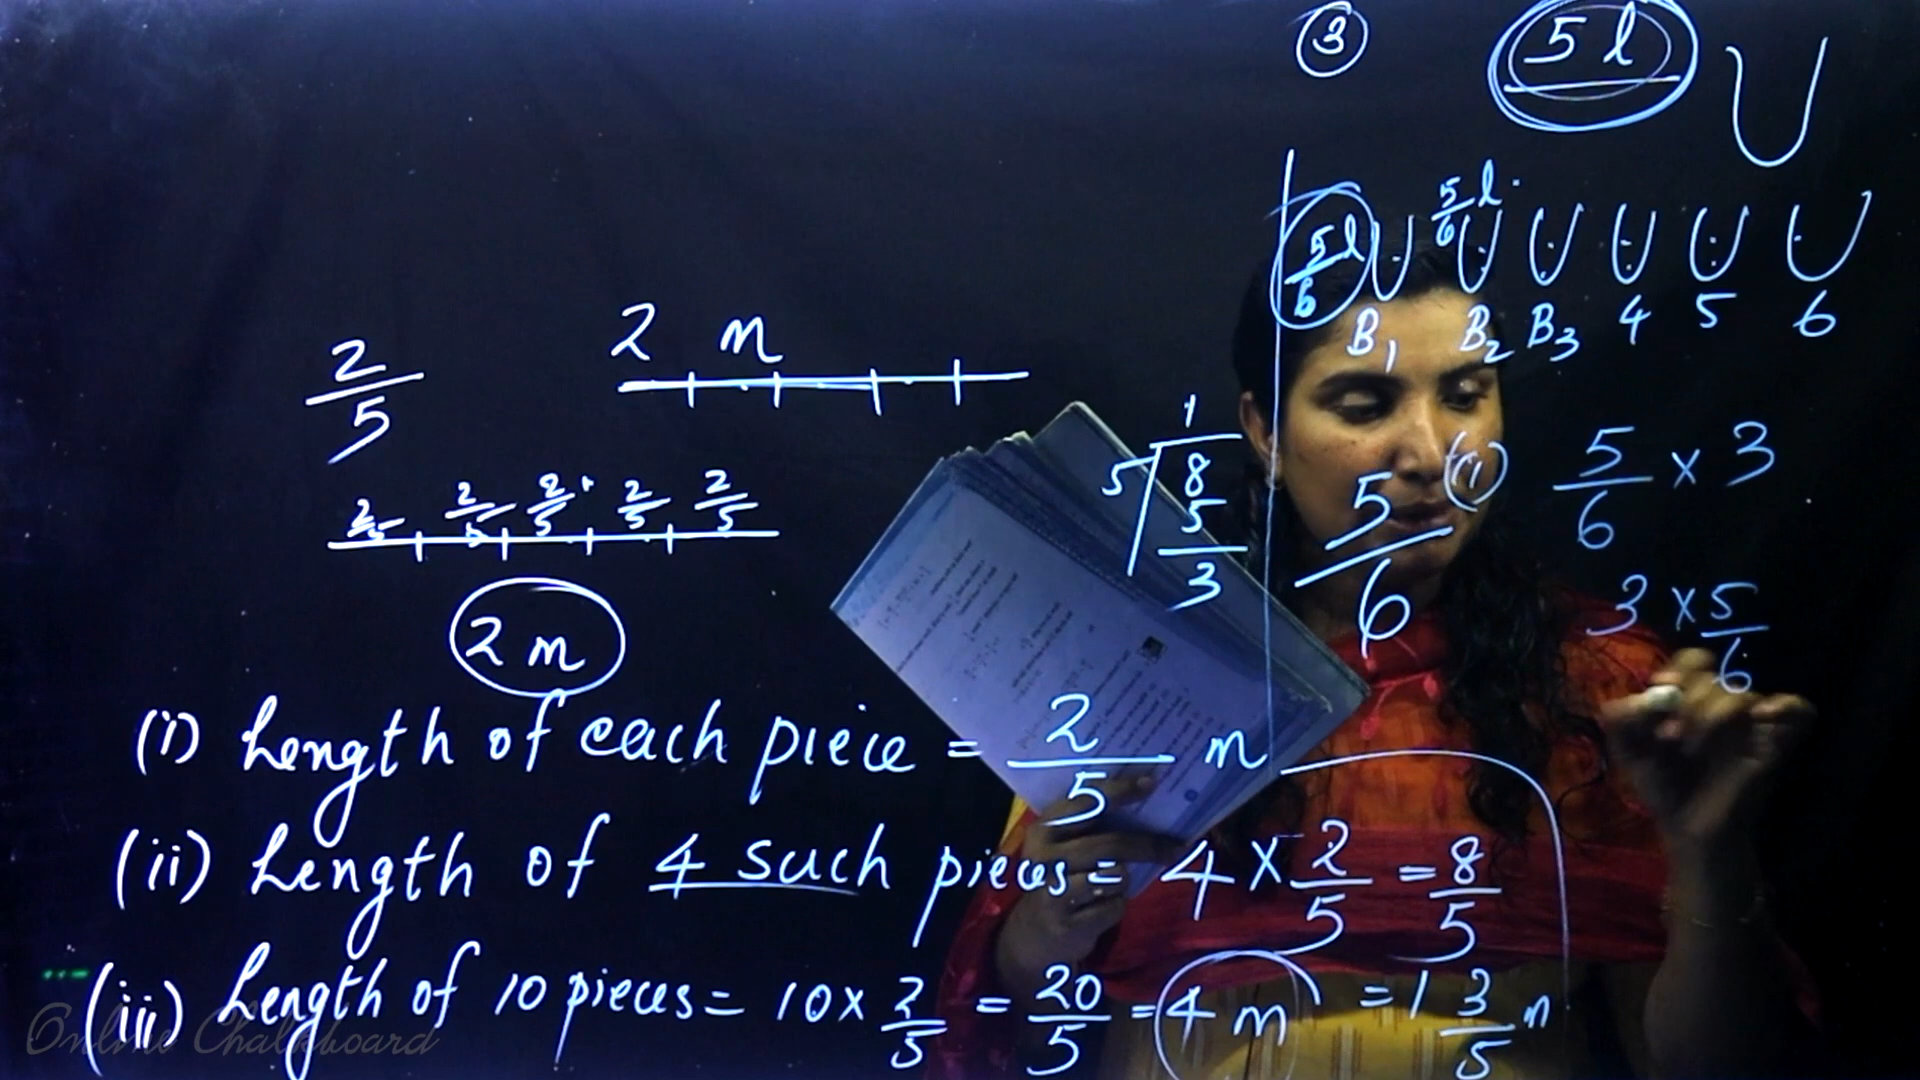 2/5
2 m
2/5 2/5 2/5 2/5 2/5
2 m
(i) Length of each piece = 2/5 m
(ii) Length of 4 such pieces = 4 × 2/5 = 8/5
= 1 3/5 m
(iii) Length of 10 pieces = 10 × 2/5 = 20/5 = 4 m
1
5 8
5
3
3
5 l
5/6 l 5/6 l
B1 B2 B3 4 5 6
5/6
(1) 5/6 × 3
3 × 5/6
Online Chalkboard